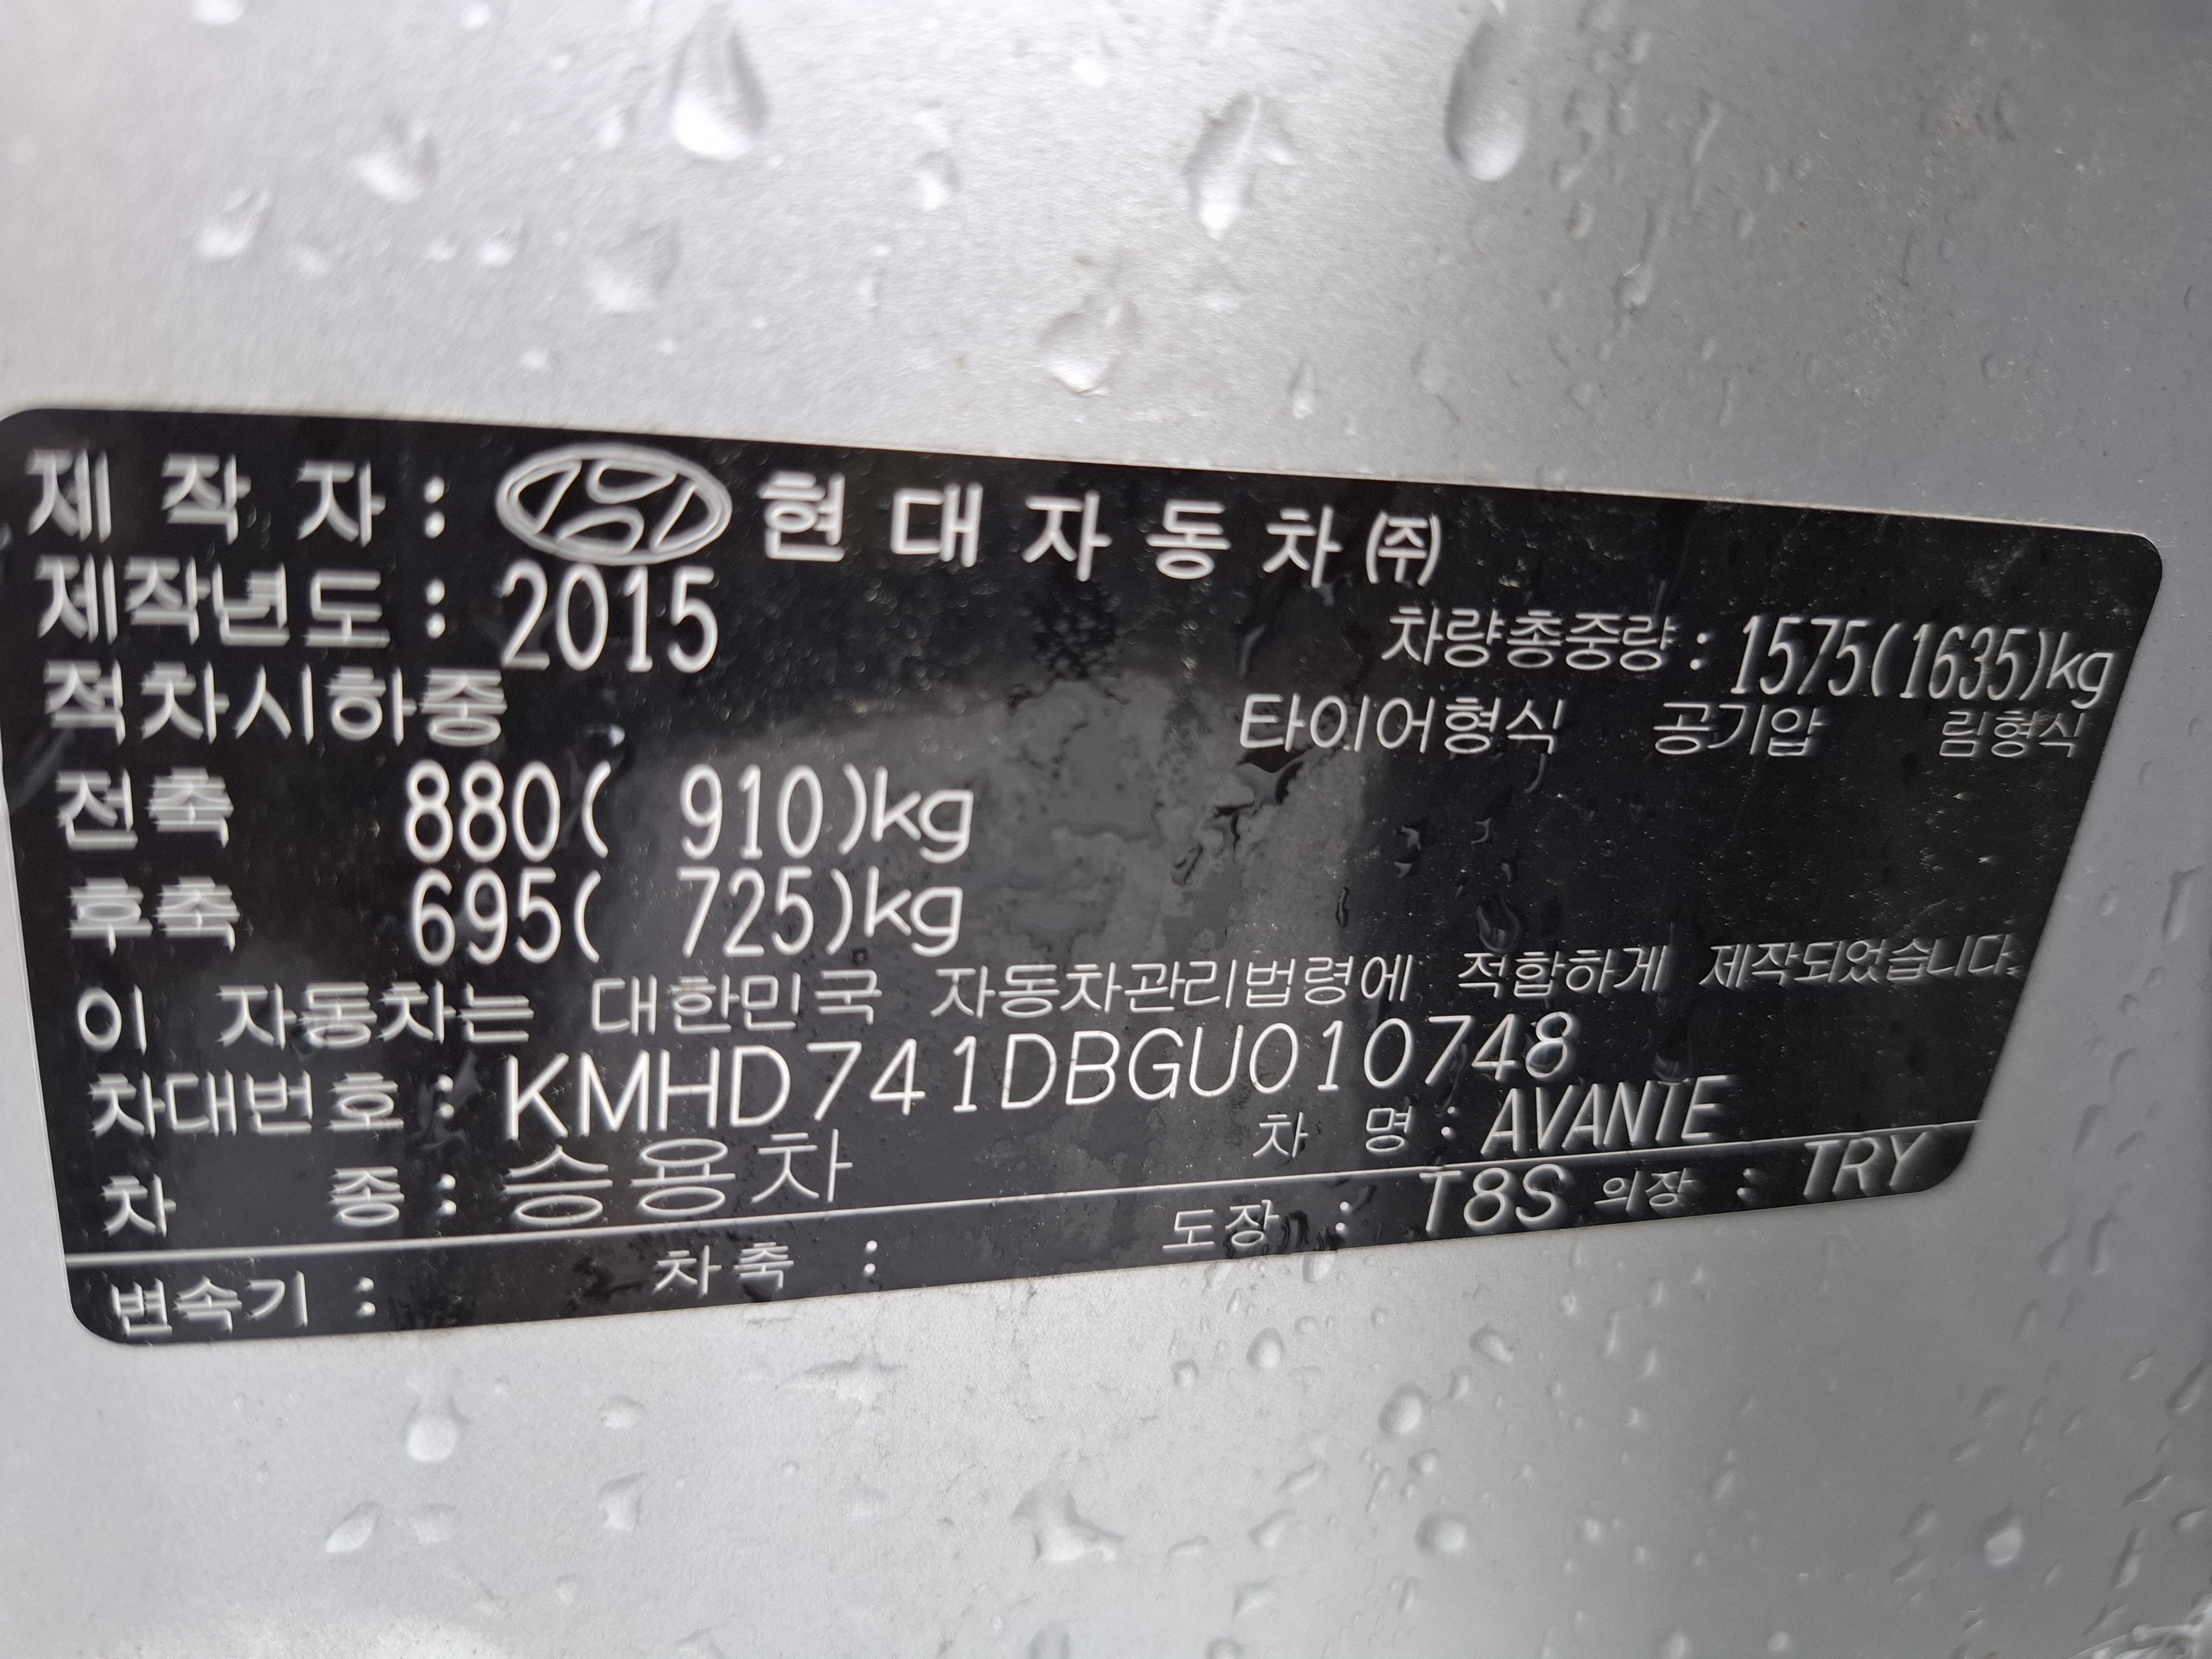 제 작 자 : 현 대 자 동 차 ㈜
제작년도 : 2015
차량총중량 : 1575(1635)kg
적차시하중
타이어형식 공기압 림형식
전축 880( 910)kg
후축 695( 725)kg
이 자동차는 대한민국 자동차관리법령에 적합하게 제작되었습니다.
차대번호 : KMHD741DBGU010748
차 종 : 승용차 차 명 : AVANTE
변속기 : 차축 : 도장 : T8S 의장 : TRY